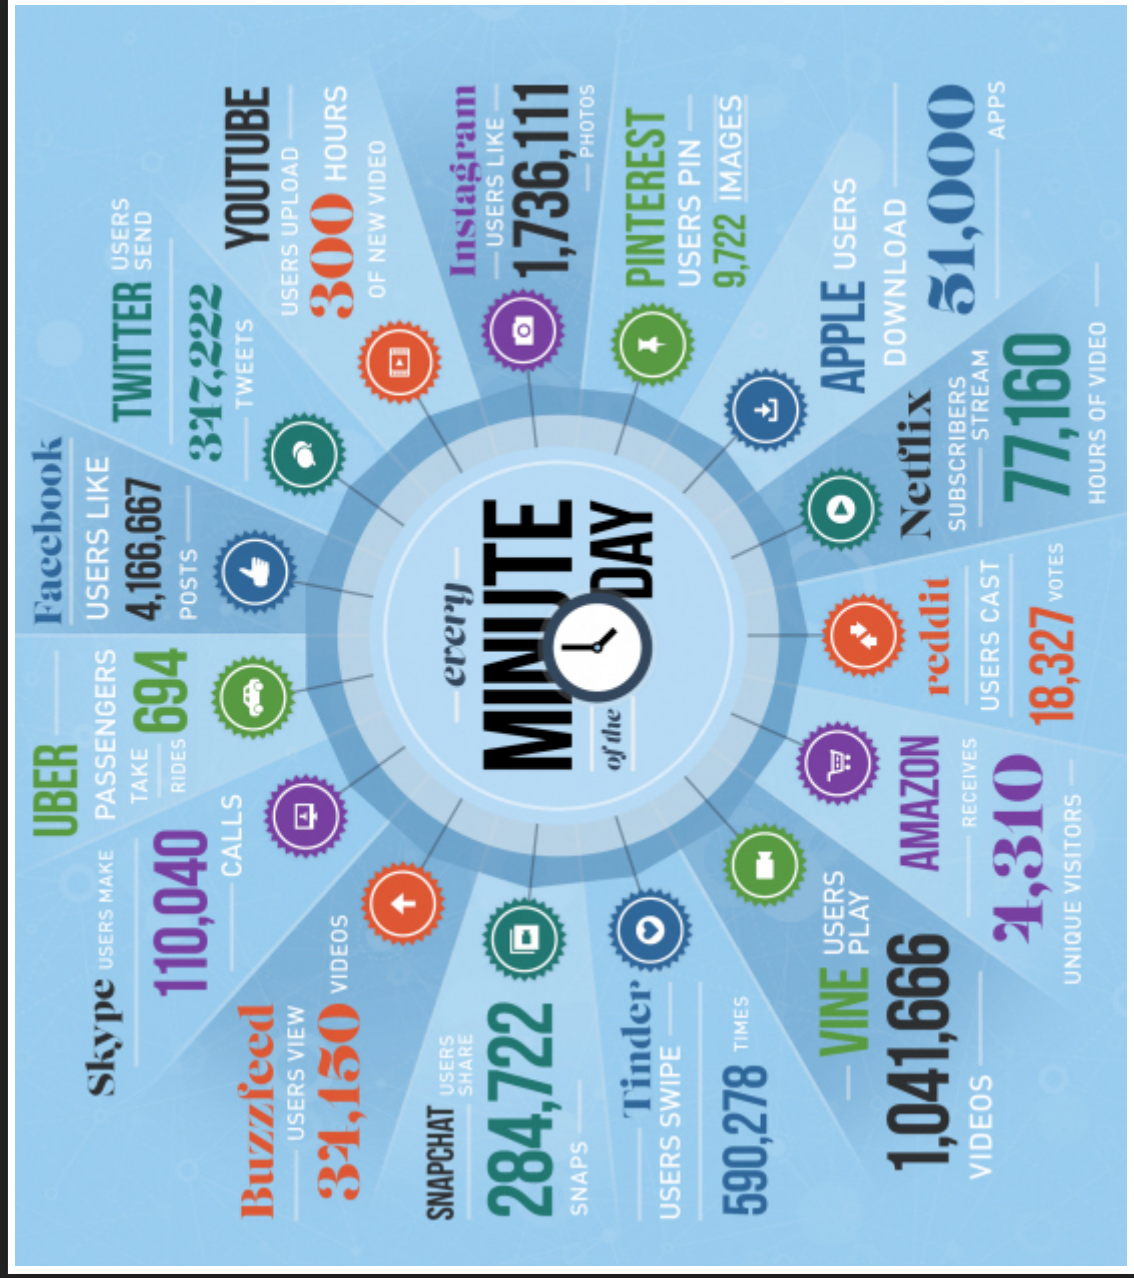 every
MINUTE
of the DAY
Facebook
USERS LIKE
4,166,667
POSTS
TWITTER USERS
SEND
347,222
TWEETS
YOUTUBE
USERS UPLOAD
300 HOURS
OF NEW VIDEO
Instagram
USERS LIKE
1,736,111
PHOTOS
PINTEREST
USERS PIN
9,722 IMAGES
APPLE USERS
DOWNLOAD
51,000
APPS
Netflix
SUBSCRIBERS
STREAM
77,160
HOURS OF VIDEO
reddit
USERS CAST
18,327 VOTES
AMAZON
RECEIVES
4,310
UNIQUE VISITORS
VINE USERS
PLAY
1,041,666
VIDEOS
Tinder
USERS SWIPE
590,278 TIMES
SNAPCHAT USERS
SHARE
284,722
SNAPS
Buzzfeed
USERS VIEW
34,150 VIDEOS
Skype USERS MAKE
110,040
CALLS
UBER
PASSENGERS
TAKE 694
RIDES